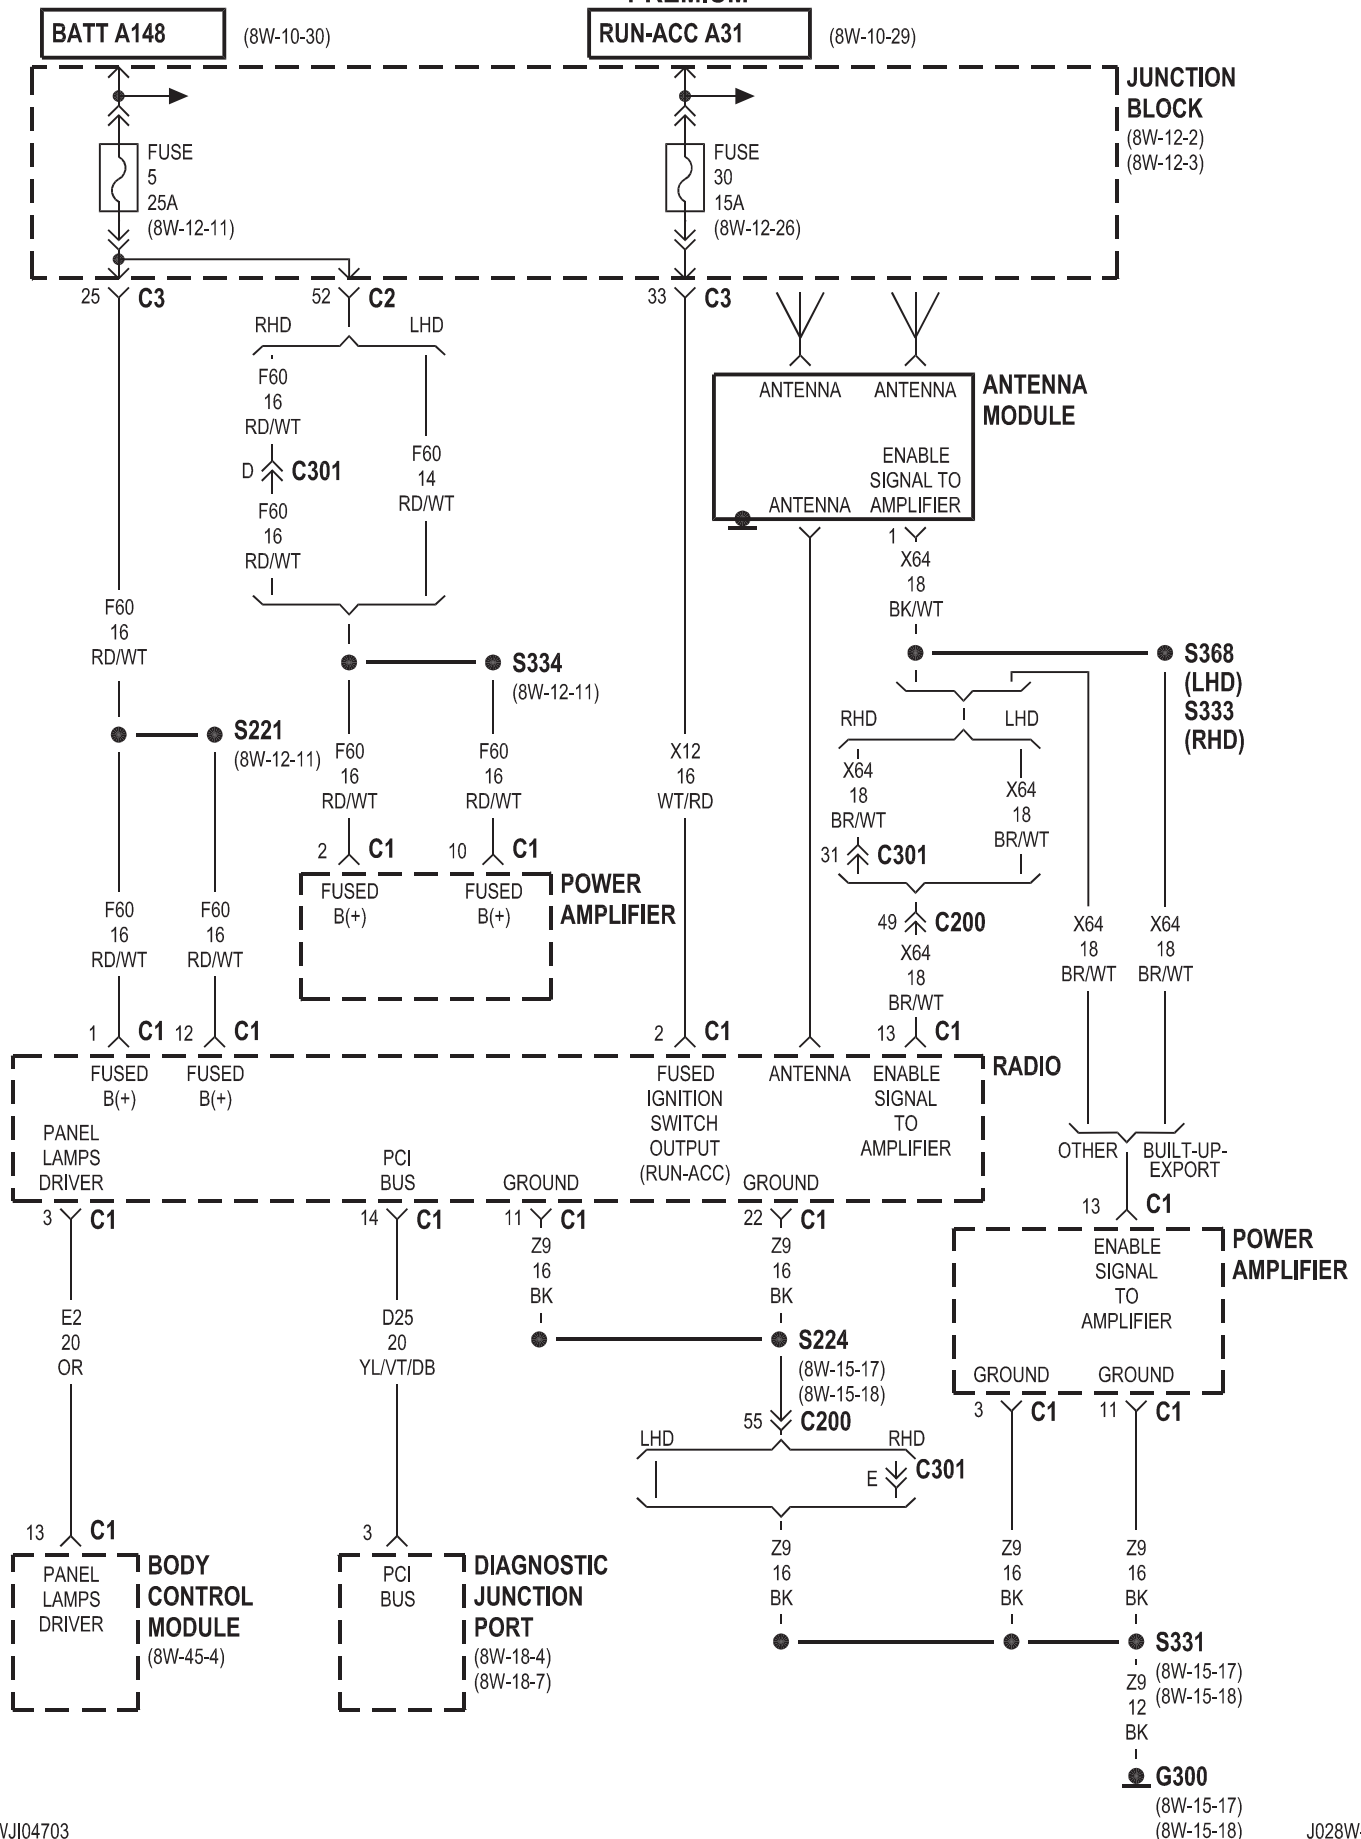 BATT A148
(8W-10-30)
RUN-ACC A31
(8W-10-29)
JUNCTION
BLOCK
(8W-12-2)
(8W-12-3)
FUSE
5
25A
(8W-12-11)
FUSE
30
15A
(8W-12-26)
25 C3
52 C2
33 C3
RHD
LHD
F60
16
RD/WT
D C301
F60
16
RD/WT
F60
14
RD/WT
ANTENNA
ANTENNA
ANTENNA
MODULE
ENABLE
SIGNAL TO
AMPLIFIER
ANTENNA
1
X64
18
BK/WT
F60
16
RD/WT
S334
(8W-12-11)
S368
(LHD)
S333
(RHD)
S221
(8W-12-11)
F60
16
RD/WT
F60
16
RD/WT
X12
16
WT/RD
RHD
LHD
X64
18
BR/WT
X64
18
BR/WT
31 C301
2 C1
10 C1
FUSED
B(+)
FUSED
B(+)
POWER
AMPLIFIER
49 C200
F60
16
RD/WT
F60
16
RD/WT
X64
18
BR/WT
X64
18
BR/WT
X64
18
BR/WT
1 C1
12 C1
2 C1
13 C1
RADIO
FUSED
B(+)
FUSED
B(+)
FUSED
IGNITION
SWITCH
OUTPUT
(RUN-ACC)
ANTENNA
ENABLE
SIGNAL
TO
AMPLIFIER
PANEL
LAMPS
DRIVER
PCI
BUS
GROUND
GROUND
OTHER
BUILT-UP-
EXPORT
3 C1
14 C1
11 C1
22 C1
13 C1
Z9
16
BK
Z9
16
BK
POWER
AMPLIFIER
ENABLE
SIGNAL
TO
AMPLIFIER
E2
20
OR
D25
20
YL/VT/DB
S224
(8W-15-17)
(8W-15-18)
GROUND
GROUND
3 C1
11 C1
55 C200
LHD
RHD
E C301
13 C1
3
PANEL
LAMPS
DRIVER
BODY
CONTROL
MODULE
(8W-45-4)
PCI
BUS
DIAGNOSTIC
JUNCTION
PORT
(8W-18-4)
(8W-18-7)
Z9
16
BK
Z9
16
BK
Z9
16
BK
S331
(8W-15-17)
(8W-15-18)
Z9
12
BK
G300
(8W-15-17)
(8W-15-18)
WJI04703
J028W-